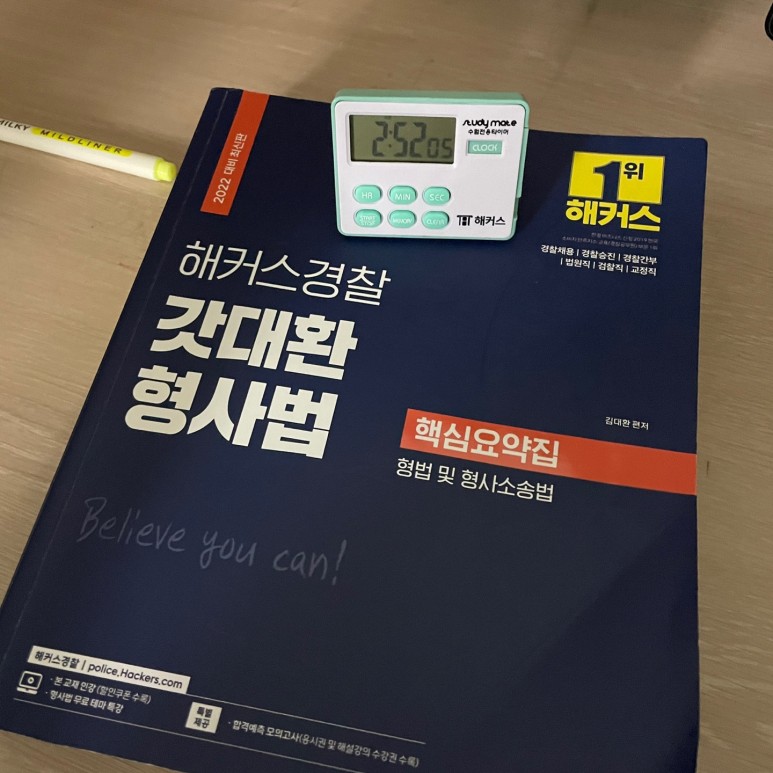 MILKY MILDLINER
study mate
수험전용타이머
2:52 05
CLOCK
HR MIN SEC
START STOP MEMORY CLEAR
해커스
2022 대비 최신판
1위
해커스
경찰채용 | 경찰승진 | 경찰간부
| 법원직 | 검찰직 | 교정직
해커스경찰
갓대환
형사법
김대환 편저
핵심요약집
형법 및 형사소송법
Believe you can!
해커스경찰 | police.Hackers.com
· 본 교재 인강 (할인쿠폰 수록)
· 형사법 무료 테마 특강
특별
제공
· 합격예측 모의고사(응시권 및 해설강의 수강권 수록)